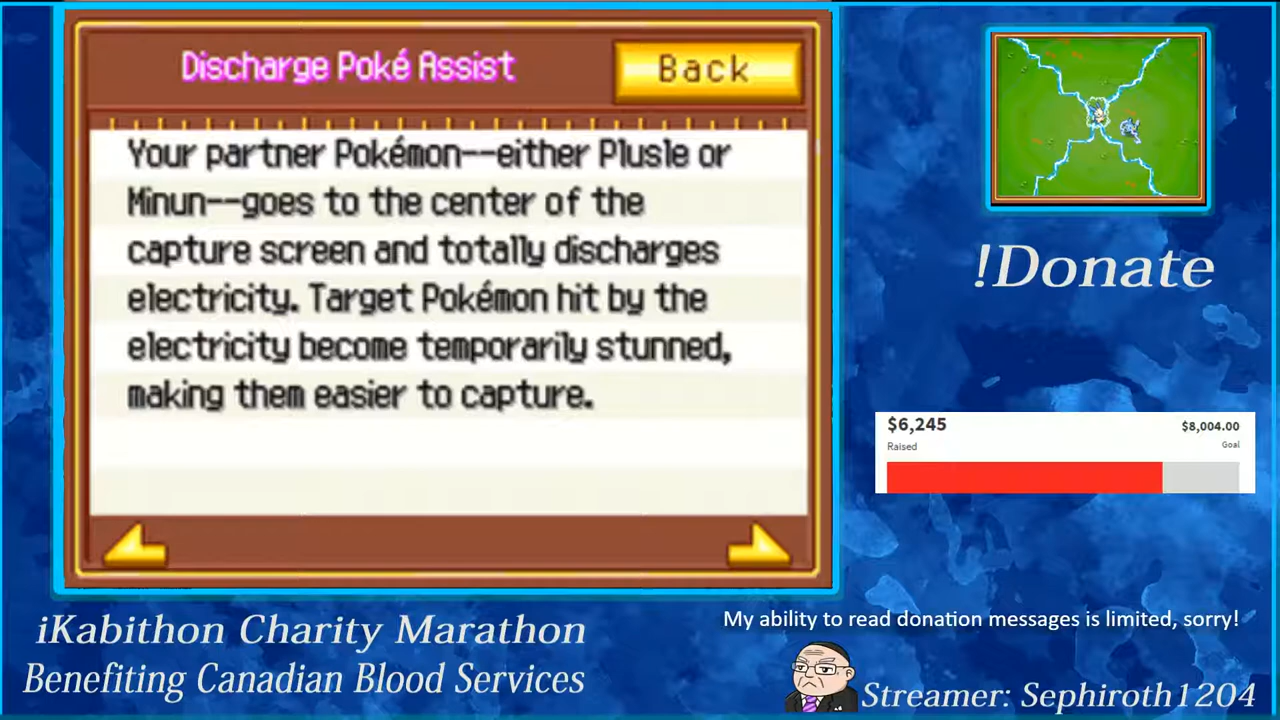 Discharge Poké Assist
Back
Your partner Pokémon--either Plusle or
Minun--goes to the center of the
capture screen and totally discharges
electricity. Target Pokémon hit by the
electricity become temporarily stunned,
making them easier to capture.
!Donate
$6,245
$8,004.00
Raised
Goal
My ability to read donation messages is limited, sorry!
iKabithon Charity Marathon
Benefiting Canadian Blood Services
Streamer: Sephiroth1204